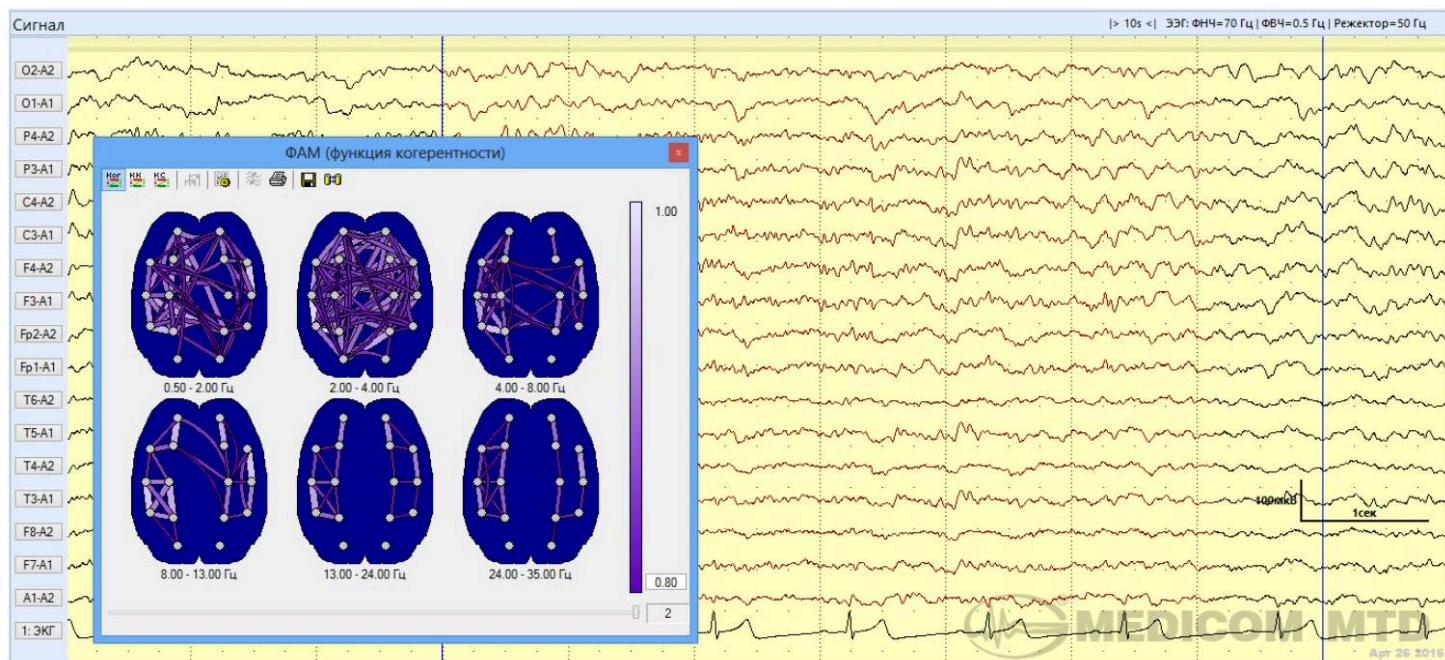 Сигнал
|> 10s <| ЭЭГ: ФНЧ=70 Гц | ФВЧ=0.5 Гц | Режектор=50 Гц
O2-A2
O1-A1
P4-A2
P3-A1
C4-A2
C3-A1
F4-A2
F3-A1
Fp2-A2
Fp1-A1
T6-A2
T5-A1
T4-A2
T3-A1
F8-A2
F7-A1
A1-A2
1: ЭКГ
ФАМ (функция когерентности)
Ког КК КС
1.00
0.50 - 2.00 Гц 2.00 - 4.00 Гц 4.00 - 8.00 Гц
8.00 - 13.00 Гц 13.00 - 24.00 Гц 24.00 - 35.00 Гц
0.80
2
100мкВ
1сек
MEDICOM MTD
Apr 26 2016